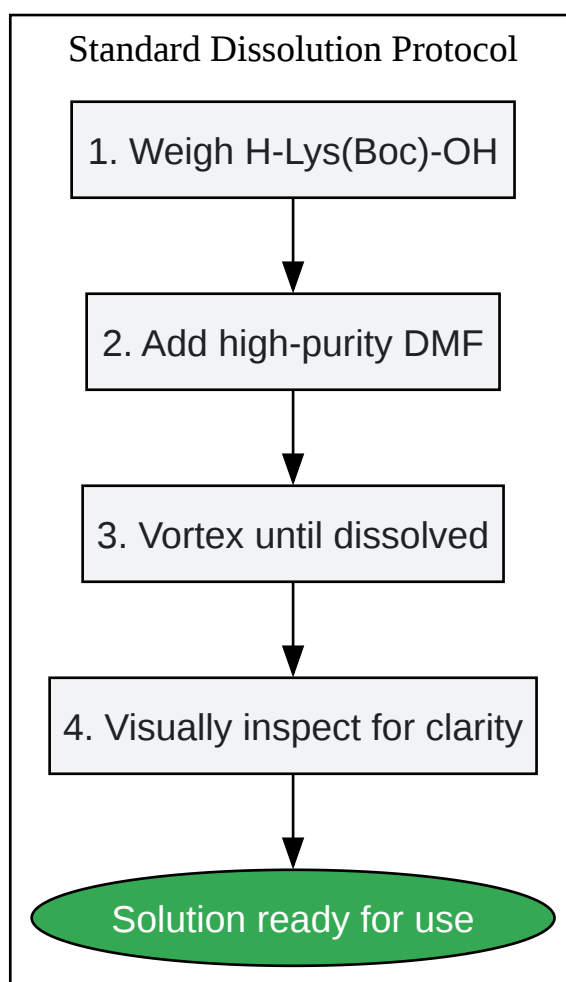 Standard Dissolution Protocol
1. Weigh H-Lys(Boc)-OH
2. Add high-purity DMF
3. Vortex until dissolved
4. Visually inspect for clarity
Solution ready for use